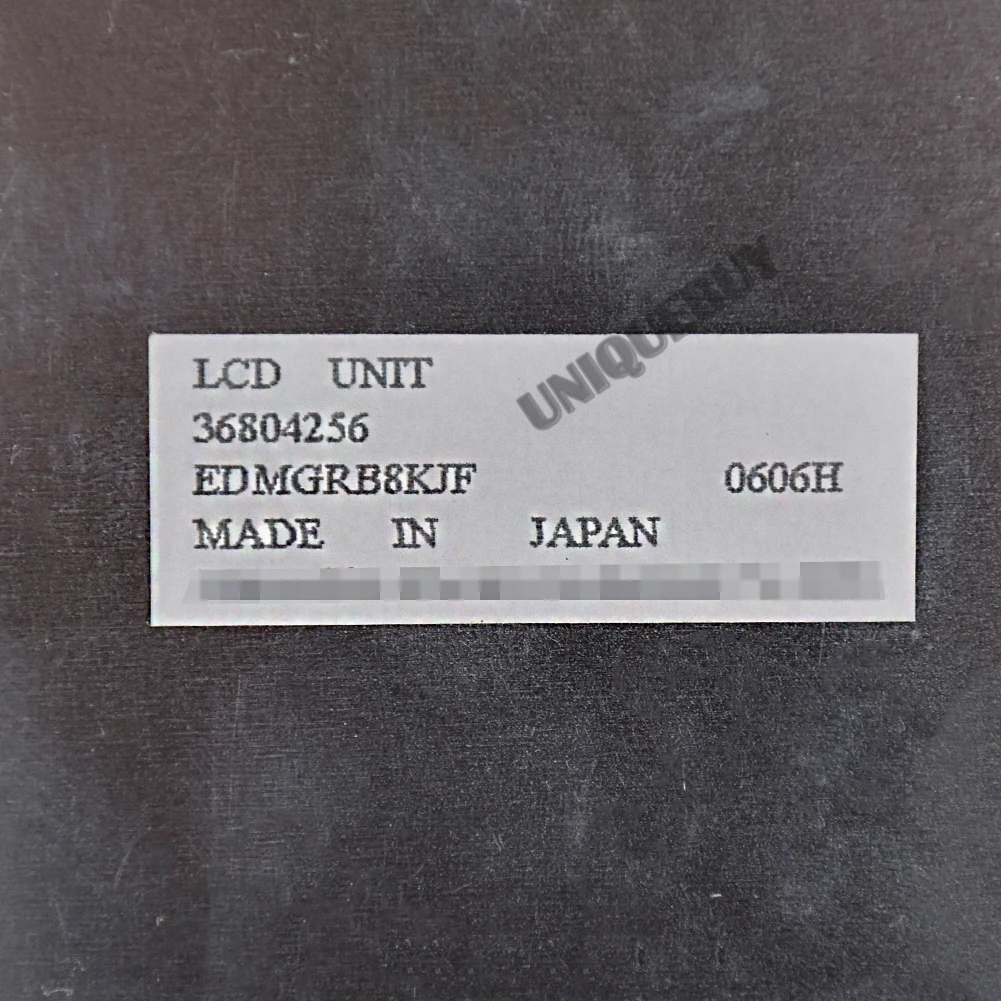 LCD UNIT
36804256
EDMGRB8KJF 0606H
MADE IN JAPAN
UNIQUEBUY